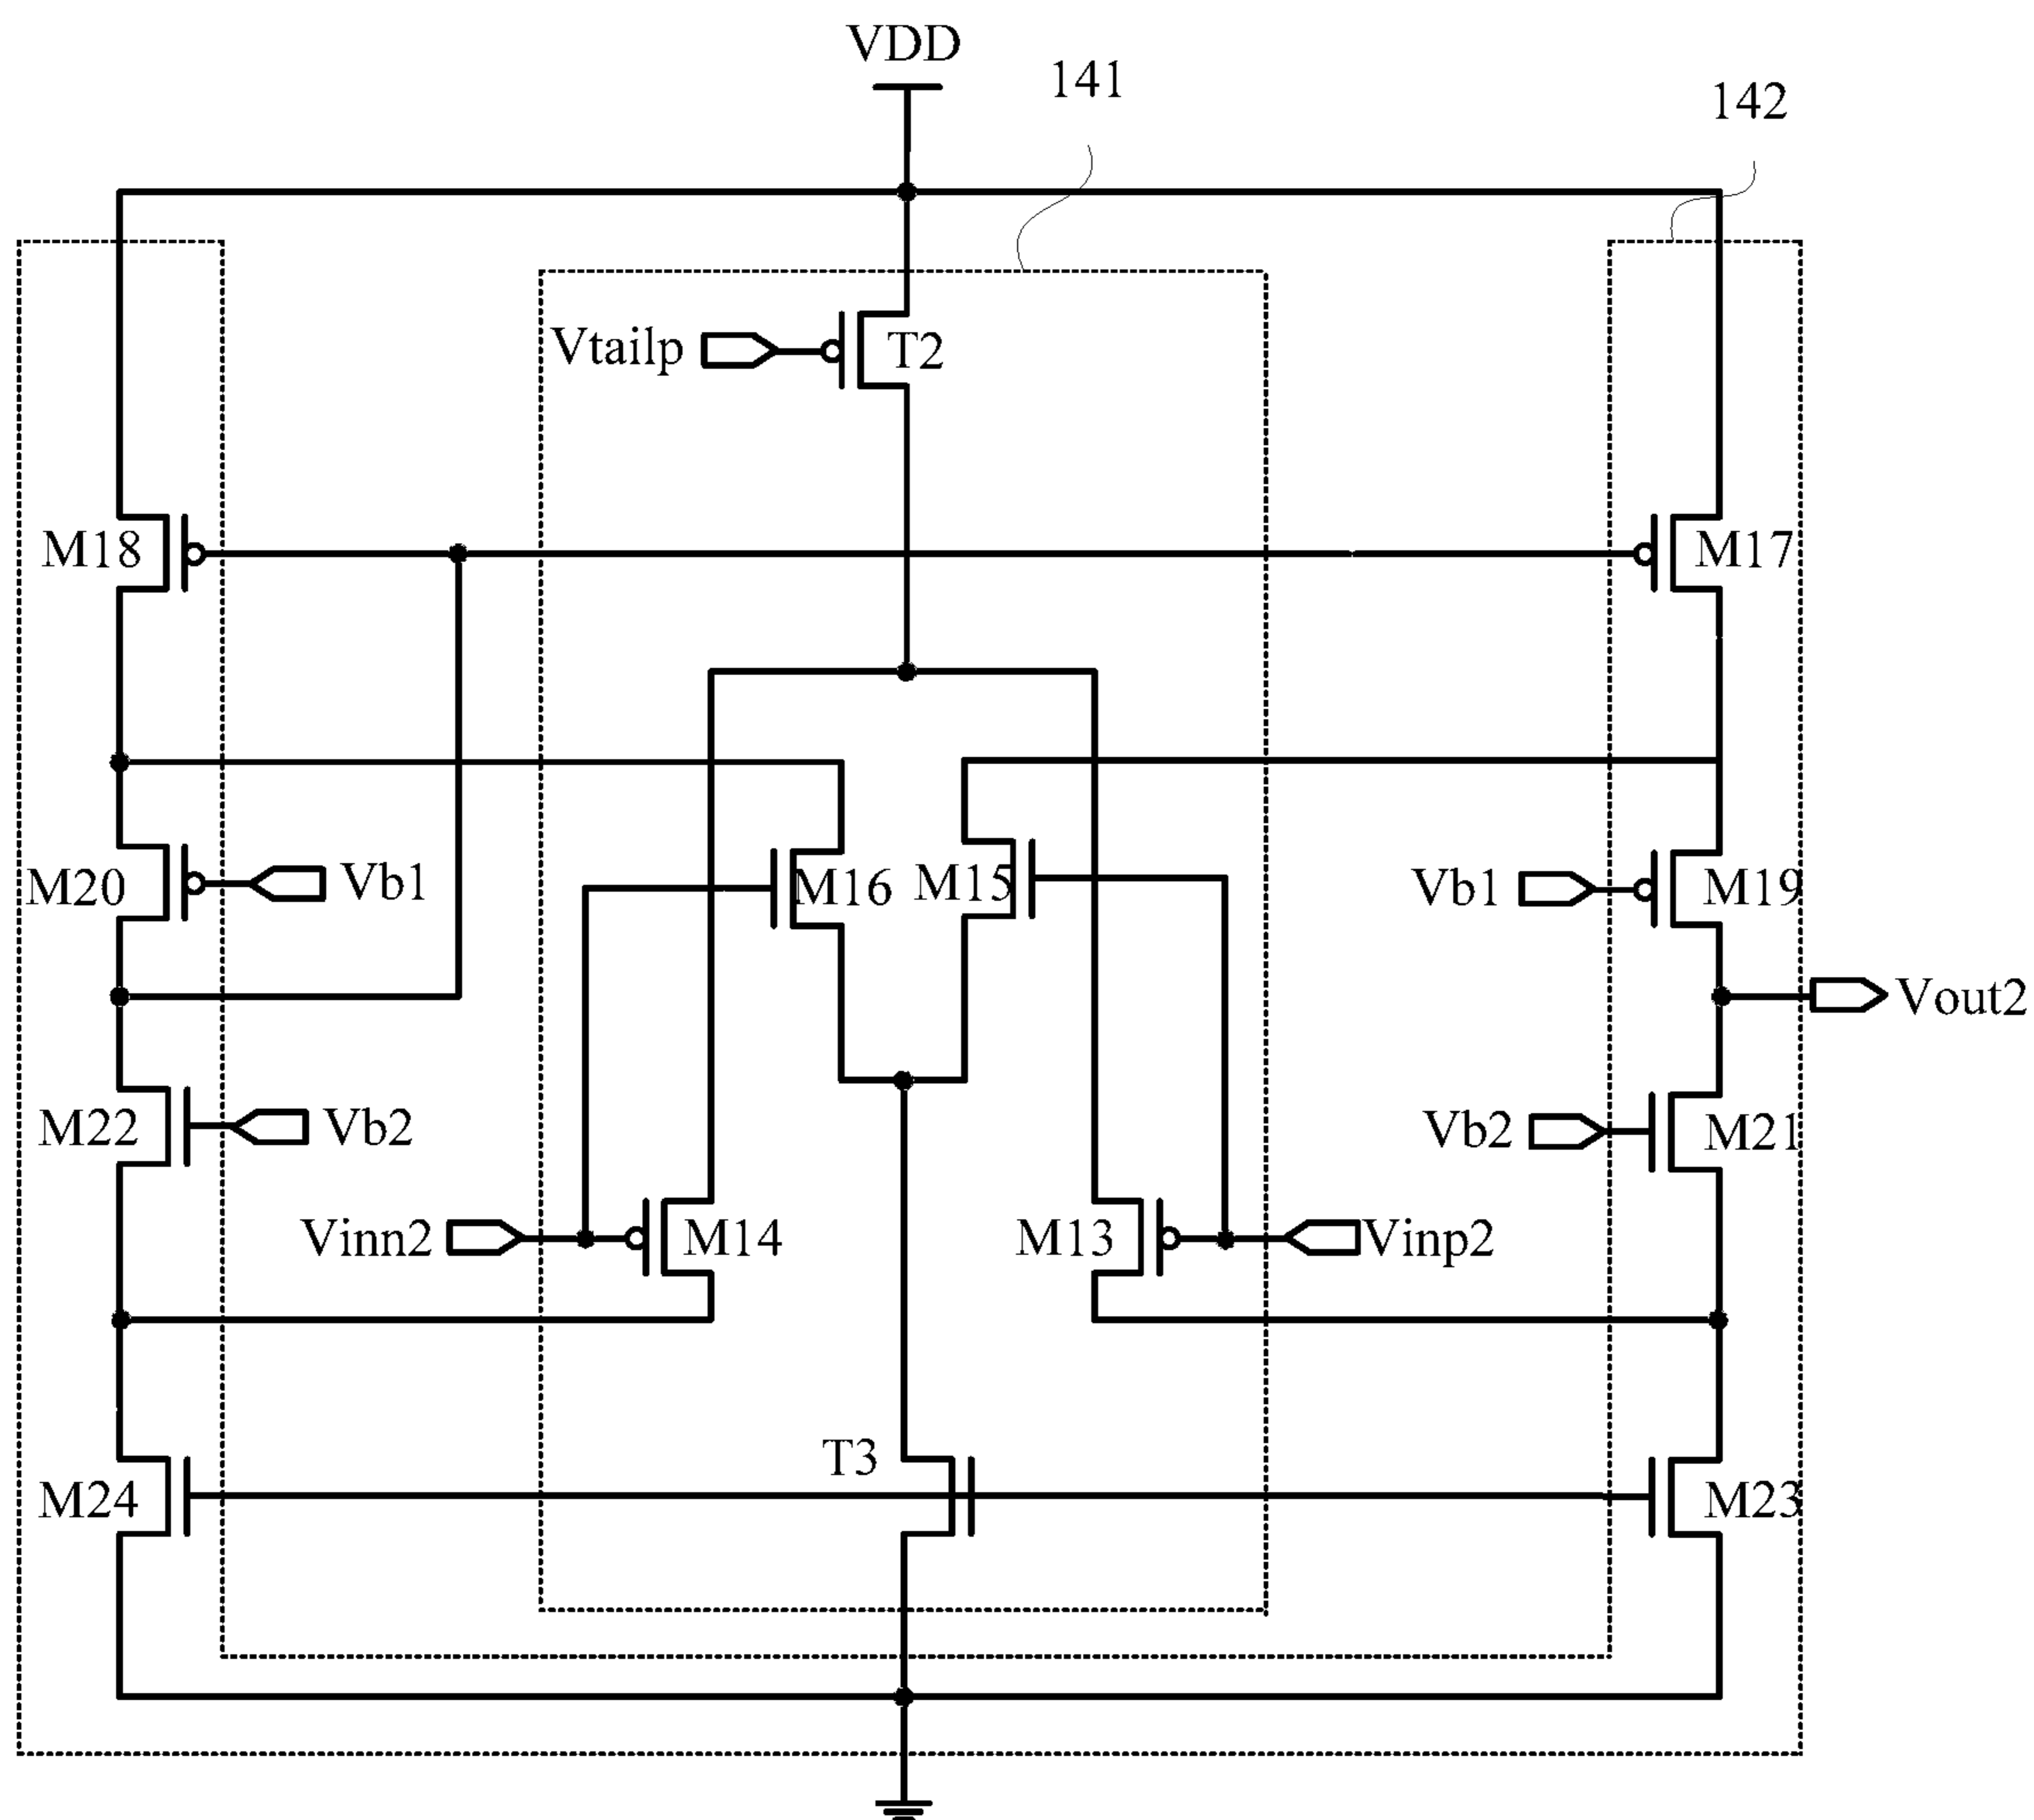 VDD
141
142
Vtailp
T2
M18
M17
M20
Vb1
M16
M15
Vb1
M19
Vout2
M22
Vb2
Vb2
M21
Vinn2
M14
M13
Vinp2
T3
M24
M23